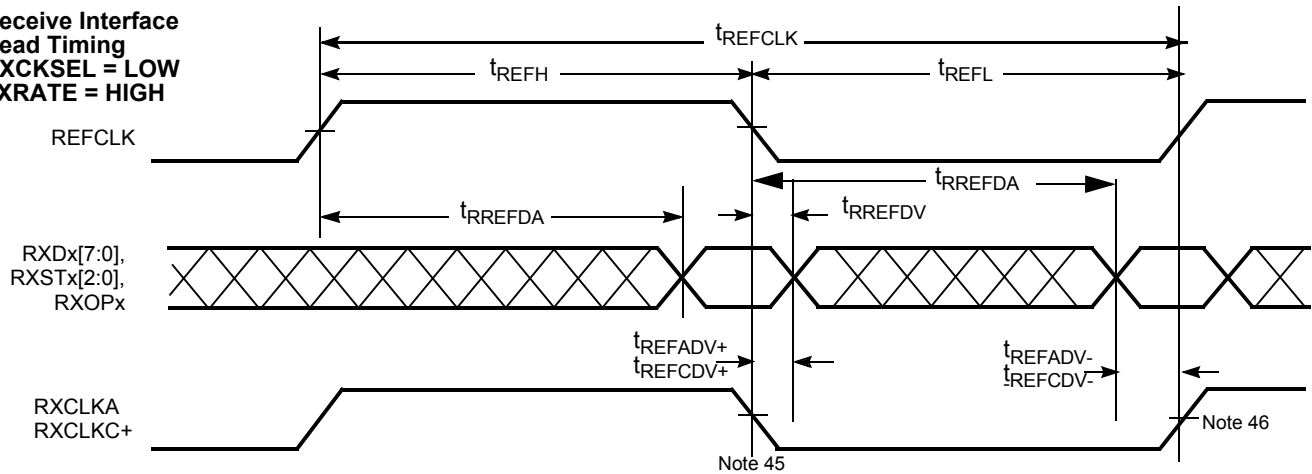 eceive Interface
ead Timing
XCKSEL = LOW
XRATE = HIGH
tREFCLK
tREFH
tREFL
REFCLK
tRREFDA
tRREFDA
tRREFDV
RXDx[7:0],
RXSTx[2:0],
RXOPx
tREFADV+
tREFCDV+
tREFADV-
tREFCDV-
RXCLKA
RXCLKC+
Note 45
Note 46